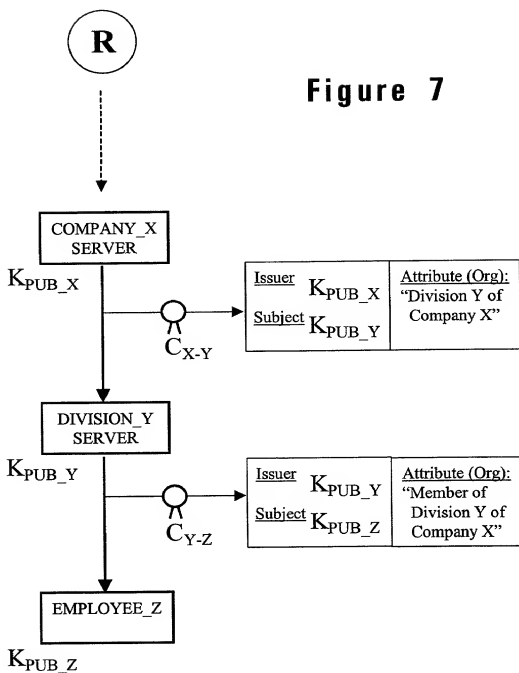 R
Figure 7
COMPANY_X
SERVER
KPUB_X
Issuer KPUB_X
Subject KPUB_Y
Attribute (Org):
“Division Y of
Company X”
CX-Y
DIVISION_Y
SERVER
KPUB_Y
Issuer KPUB_Y
Subject KPUB_Z
Attribute (Org):
“Member of
Division Y of
Company X”
CY-Z
EMPLOYEE_Z
KPUB_Z